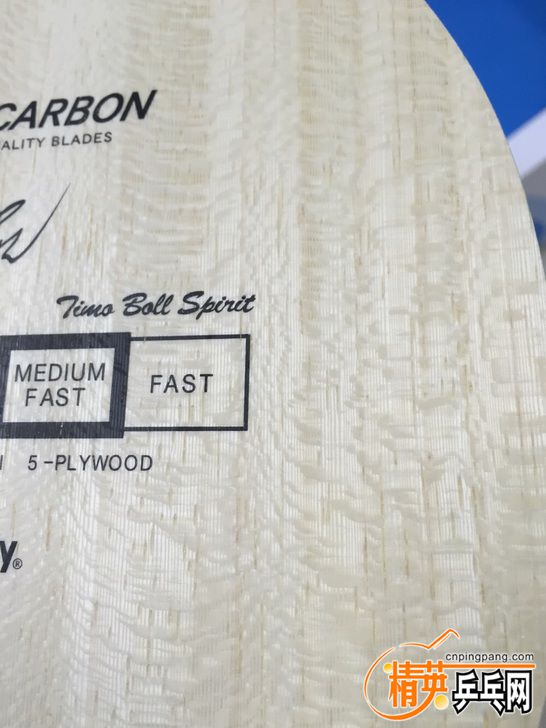 CARBON
ALITY BLADES
Timo Boll Spirit
MEDIUM
FAST
FAST
5-PLYWOOD
y®
cnpingpang.com
精英乒乓网